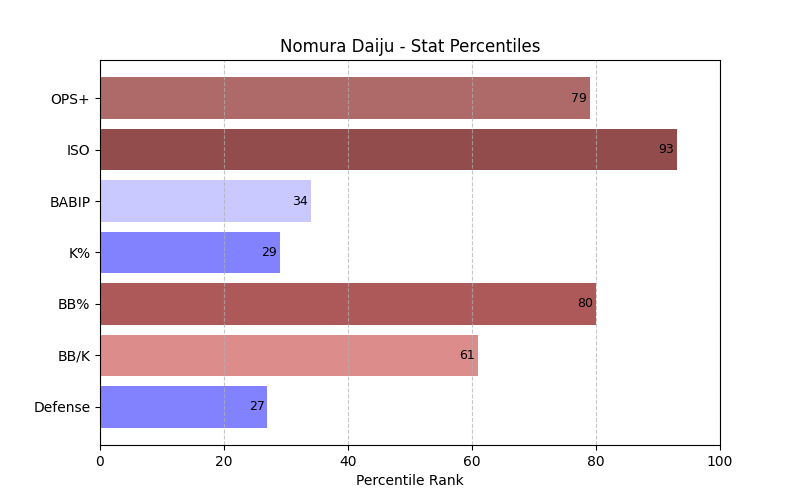 Nomura Daiju - Stat Percentiles
OPS+ 79
ISO 93
BABIP 34
K% 29
BB% 80
BB/K 61
Defense 27
0 20 40 60 80 100
Percentile Rank